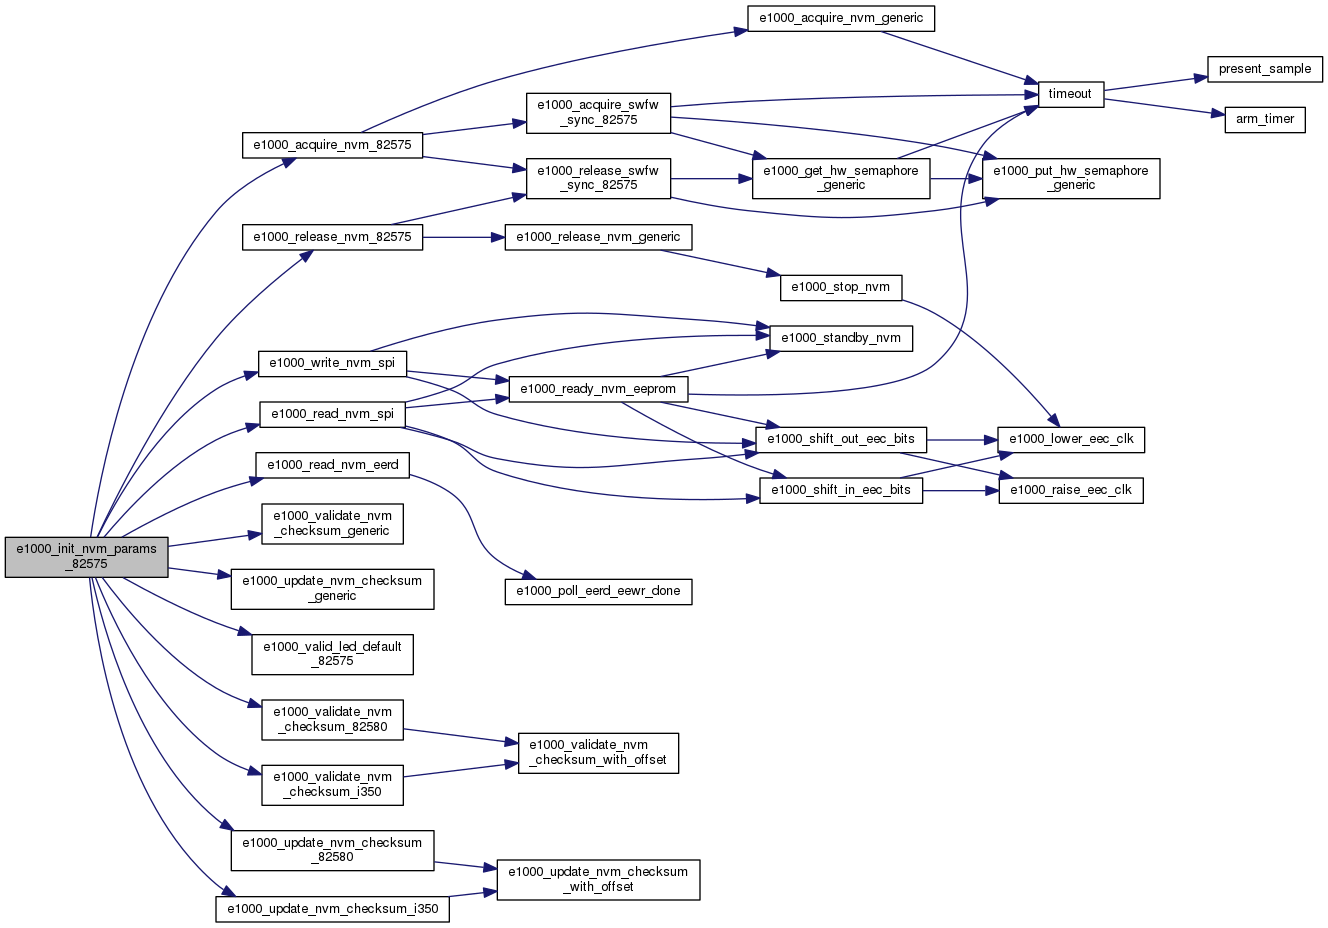 e1000_acquire_nvm_generic
present_sample
timeout
arm_timer
e1000_acquire_swfw
_sync_82575
e1000_acquire_nvm_82575
e1000_release_swfw
_sync_82575
e1000_get_hw_semaphore
_generic
e1000_put_hw_semaphore
_generic
e1000_release_nvm_82575
e1000_release_nvm_generic
e1000_stop_nvm
e1000_standby_nvm
e1000_write_nvm_spi
e1000_ready_nvm_eeprom
e1000_read_nvm_spi
e1000_shift_out_eec_bits
e1000_lower_eec_clk
e1000_read_nvm_eerd
e1000_shift_in_eec_bits
e1000_raise_eec_clk
e1000_validate_nvm
_checksum_generic
e1000_init_nvm_params
_82575
e1000_update_nvm_checksum
_generic
e1000_poll_eerd_eewr_done
e1000_valid_led_default
_82575
e1000_validate_nvm
_checksum_82580
e1000_validate_nvm
_checksum_with_offset
e1000_validate_nvm
_checksum_i350
e1000_update_nvm_checksum
_82580
e1000_update_nvm_checksum
_with_offset
e1000_update_nvm_checksum_i350